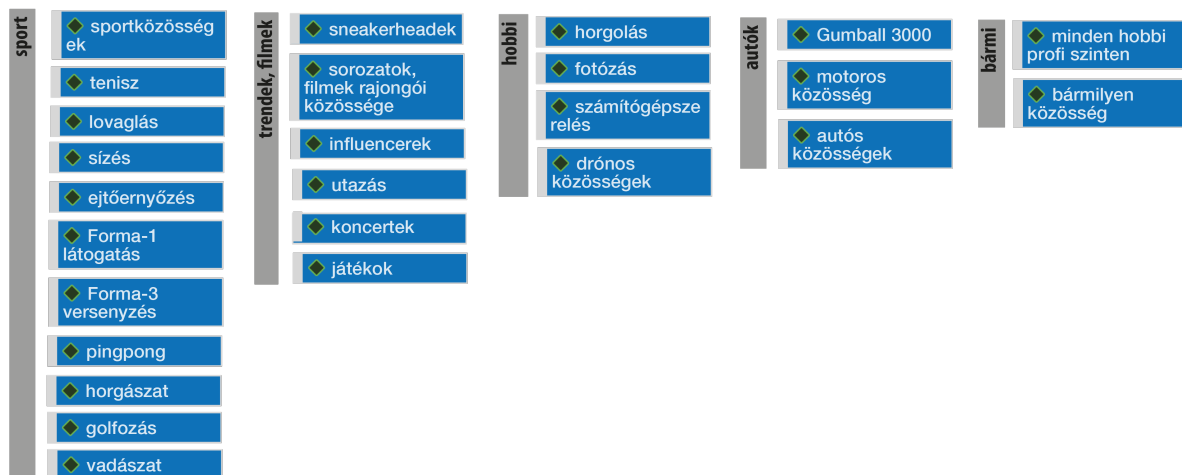 sport
sportközösség
ek
tenisz
lovaglás
sízés
ejtőernyőzés
Forma-1
látogatás
Forma-3
versenyzés
pingpong
horgászat
golfozás
vadászat
trendek, filmek
sneakerheadek
sorozatok,
filmek rajongói
közössége
influencerek
utazás
koncertek
játékok
hobbi
horgolás
fotózás
számítógépsze
relés
drónos
közösségek
autók
Gumball 3000
motoros
közösség
autós
közösségek
bármi
minden hobbi
profi szinten
bármilyen
közösség